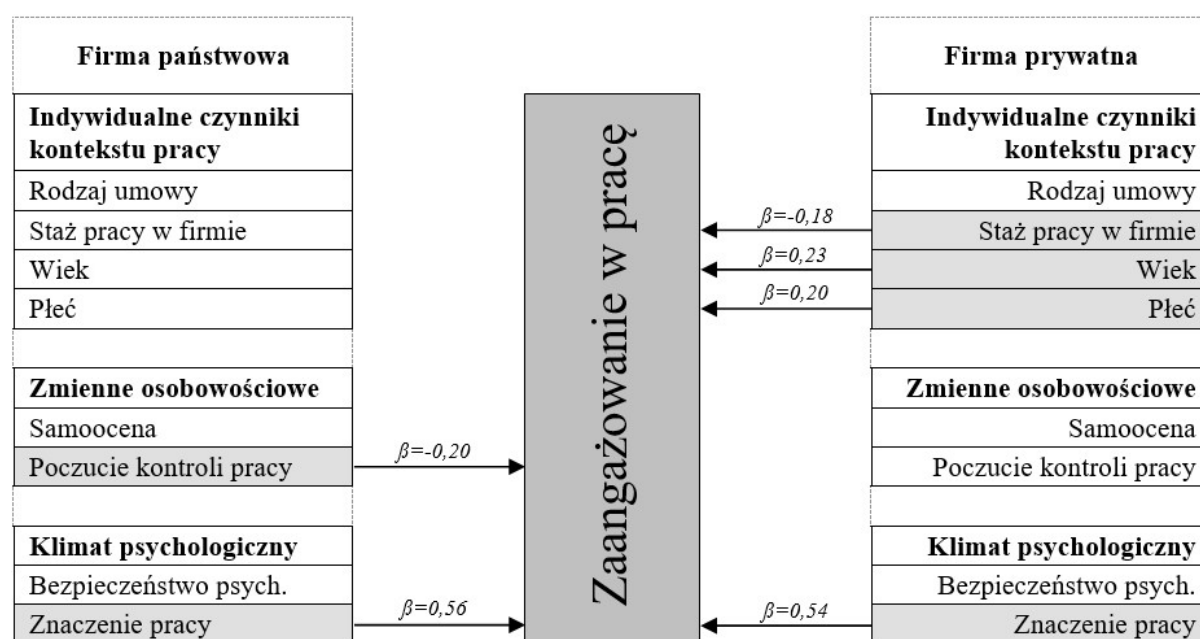 Firma państwowa
Indywidualne czynniki
kontekstu pracy
Rodzaj umowy
Staż pracy w firmie
Wiek
Płeć
Zmienne osobowościowe
Samoocena
Poczucie kontroli pracy
Klimat psychologiczny
Bezpieczeństwo psych.
Znaczenie pracy
β=-0,20
β=0,56
Zaangażowanie w pracę
β=-0,18
β=0,23
β=0,20
β=0,54
Firma prywatna
Indywidualne czynniki
kontekstu pracy
Rodzaj umowy
Staż pracy w firmie
Wiek
Płeć
Zmienne osobowościowe
Samoocena
Poczucie kontroli pracy
Klimat psychologiczny
Bezpieczeństwo psych.
Znaczenie pracy